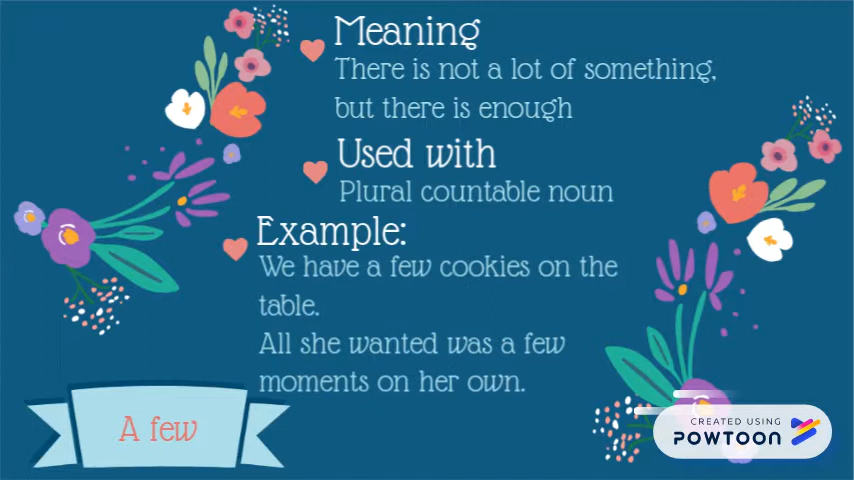 Meaning
There is not a lot of something,
but there is enough
Used with
Plural countable noun
Example:
We have a few cookies on the
table.
All she wanted was a few
moments on her own.
A few
CREATED USING
POWTOON